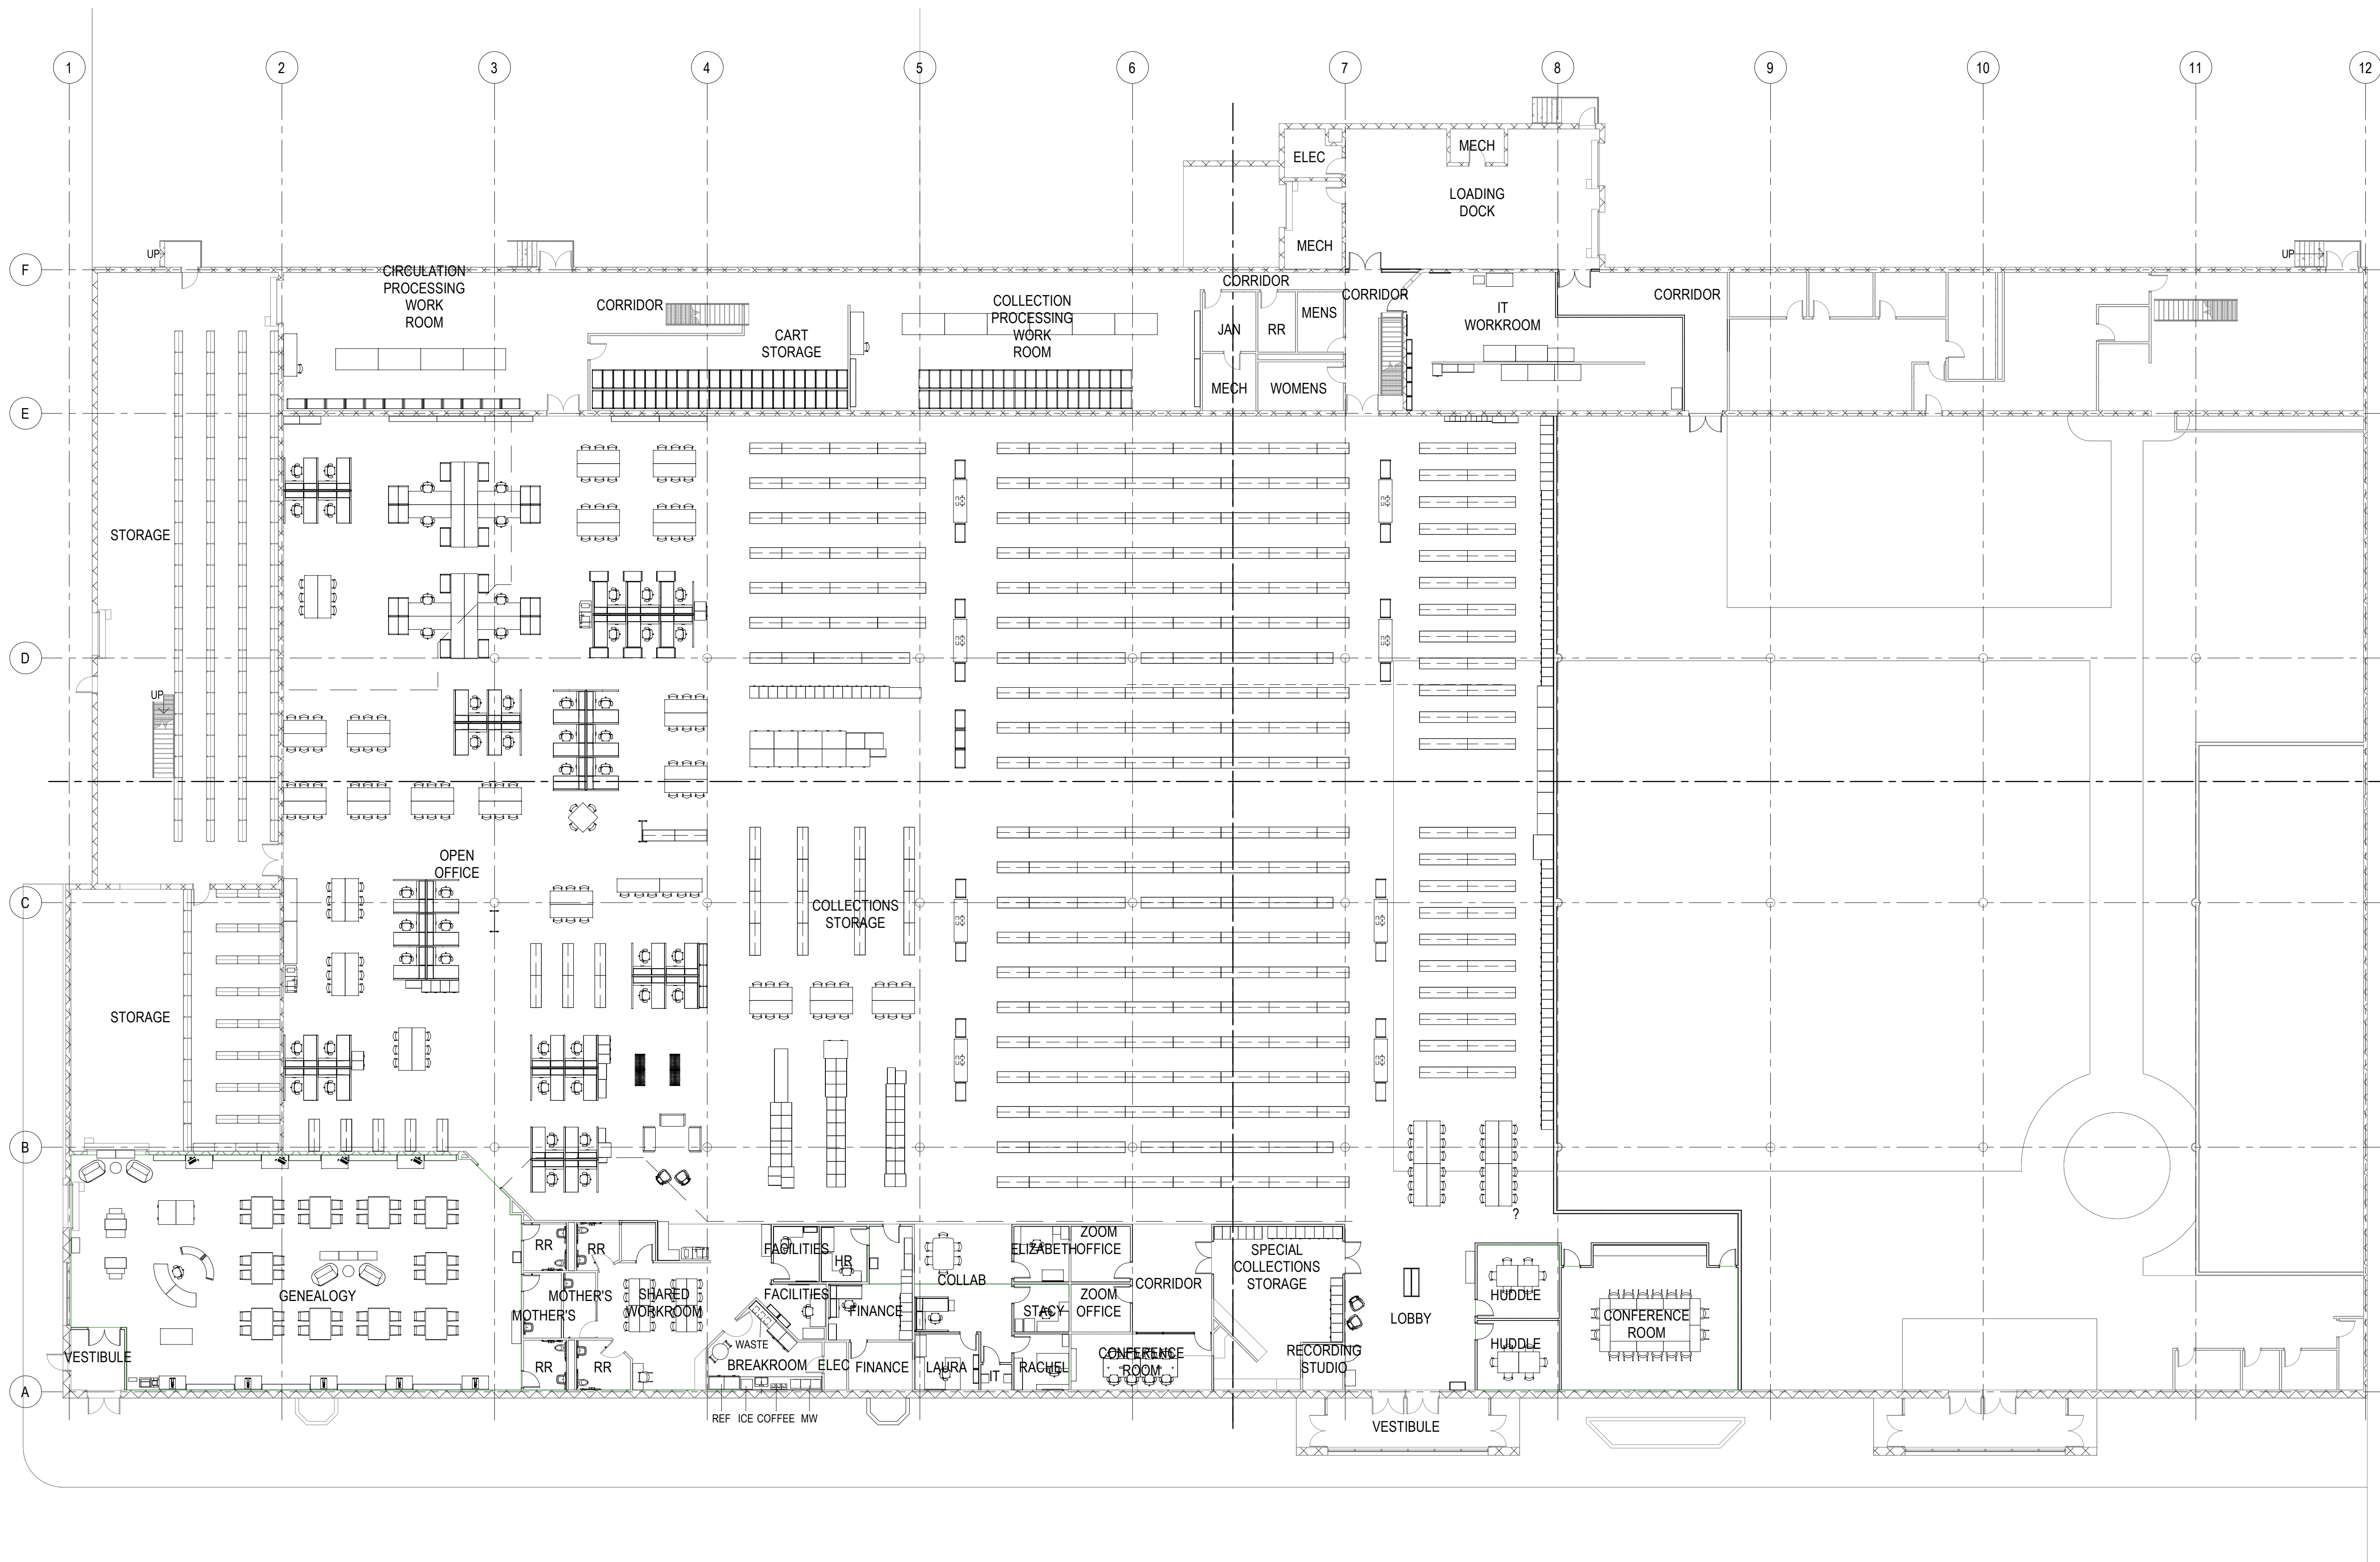 1 2 3 4 5 6 7 8 9 10 11 12
ELEC
MECH
LOADING
DOCK
MECH
UP
UP
F
CIRCULATION
PROCESSING
WORK
ROOM
CORRIDOR
CART
STORAGE
COLLECTION
PROCESSING
WORK
ROOM
CORRIDOR
CORRIDOR
JAN
RR
MENS
MECH
WOMENS
IT
WORKROOM
CORRIDOR
E
STORAGE
D
UP
OPEN
OFFICE
C
COLLECTIONS
STORAGE
STORAGE
B
?
GENEALOGY
VESTIBULE
RR
RR
MOTHER'S
MOTHER'S
RR
RR
SHARED
WORKROOM
FACILITIES
HR
FACILITIES
FINANCE
WASTE
BREAKROOM
ELEC
FINANCE
COLLAB
LAURA
IT
ELIZABETH
ZOOM
OFFICE
STACY
ZOOM
OFFICE
RACHEL
CONFERENCE
ROOM
CORRIDOR
SPECIAL
COLLECTIONS
STORAGE
RECORDING
STUDIO
LOBBY
HUDDLE
HUDDLE
CONFERENCE
ROOM
A
REF ICE COFFEE MW
VESTIBULE